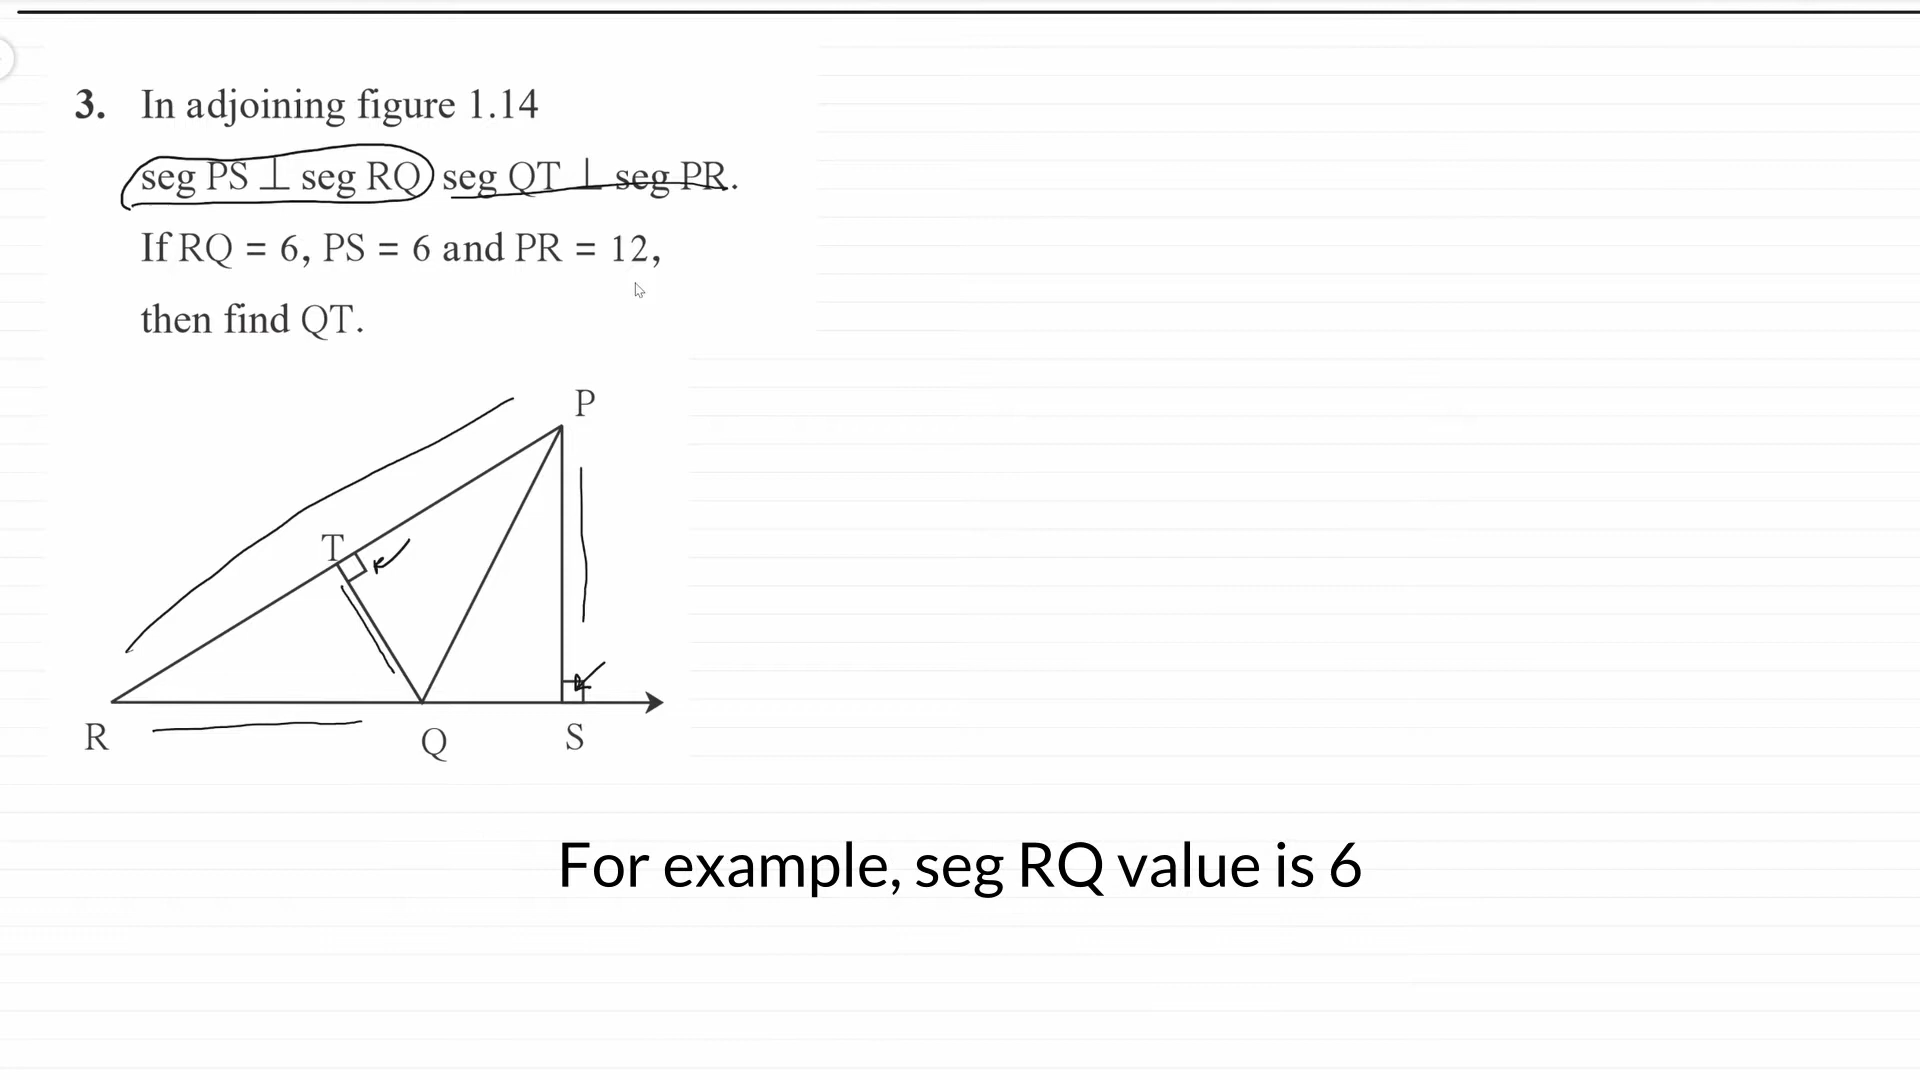 3. In adjoining figure 1.14
seg PS ⊥ seg RQ seg QT ⊥ seg PR.
If RQ = 6, PS = 6 and PR = 12,
then find QT.
P
T
R
Q
S
For example, seg RQ value is 6